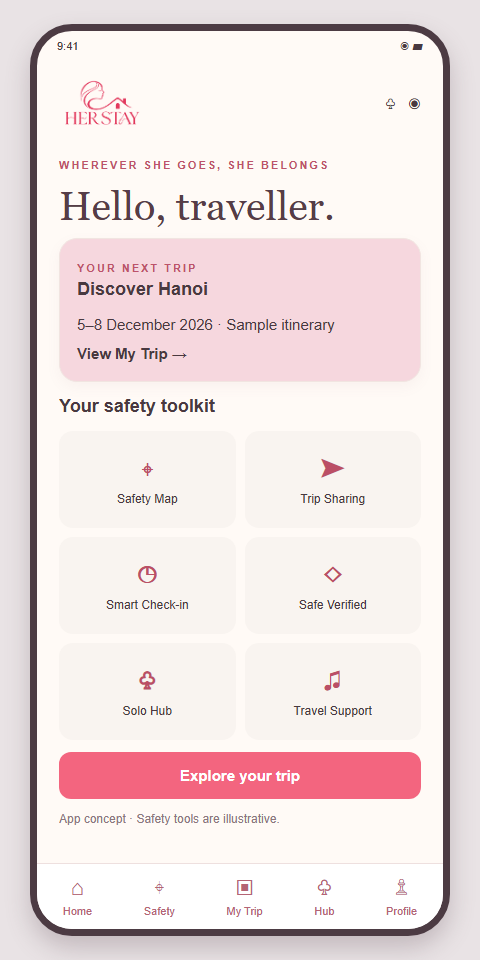 9:41
HER STAY
WHEREVER SHE GOES, SHE BELONGS
Hello, traveller.
YOUR NEXT TRIP
Discover Hanoi
5–8 December 2026 · Sample itinerary
View My Trip →
Your safety toolkit
Safety Map
Trip Sharing
Smart Check-in
Safe Verified
Solo Hub
Travel Support
Explore your trip
App concept · Safety tools are illustrative.
Home
Safety
My Trip
Hub
Profile